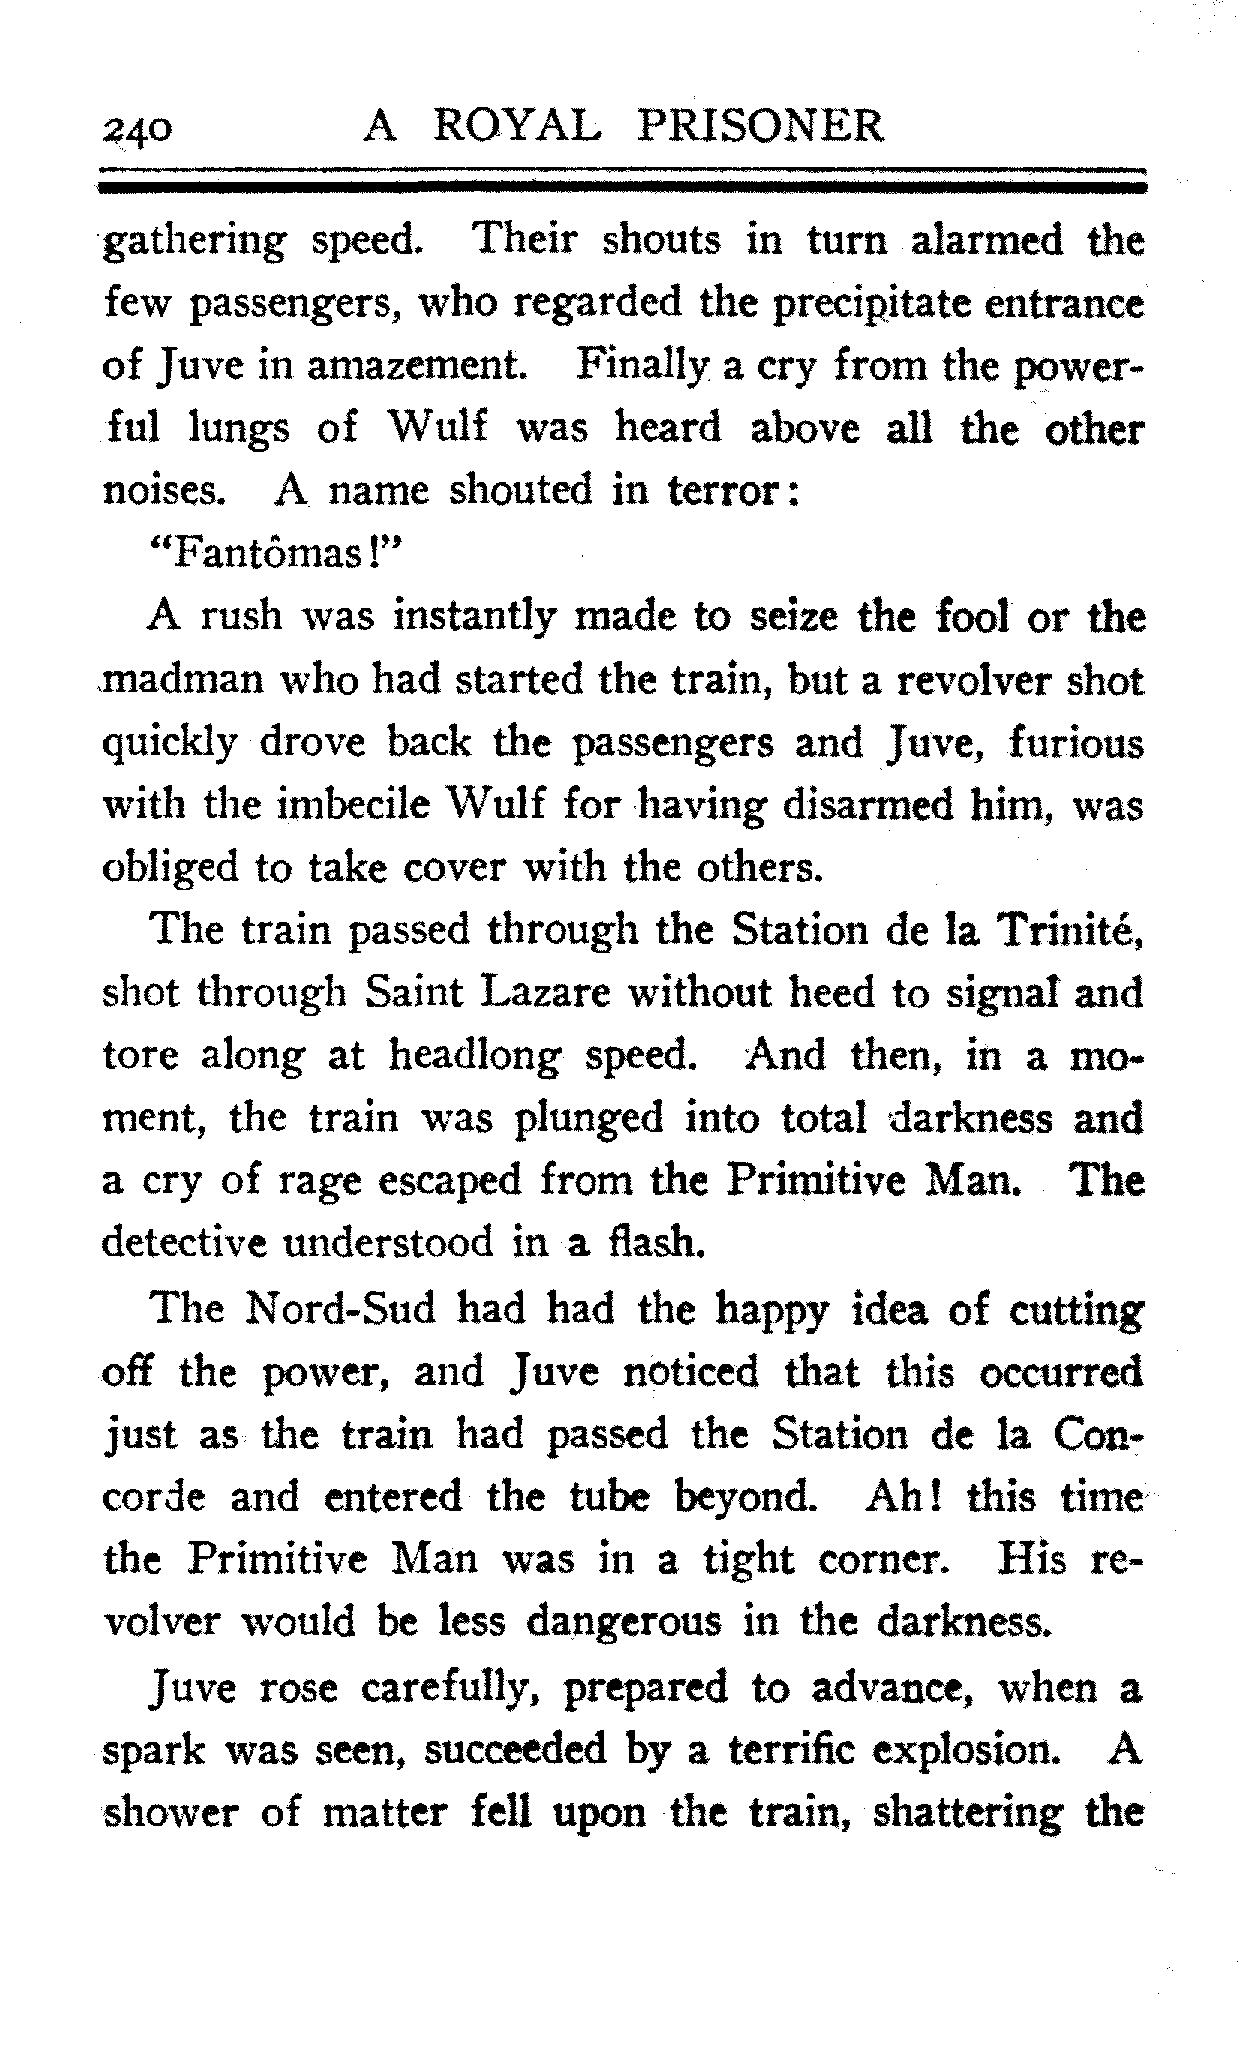 240 A ROYAL PRISONER
gathering speed. Their shouts in turn alarmed the
few passengers, who regarded the precipitate entrance
of Juve in amazement. Finally a cry from the power-
ful lungs of Wulf was heard above all the other
noises. A name shouted in terror:
"Fantômas!"
A rush was instantly made to seize the fool or the
madman who had started the train, but a revolver shot
quickly drove back the passengers and Juve, furious
with the imbecile Wulf for having disarmed him, was
obliged to take cover with the others.
The train passed through the Station de la Trinité,
shot through Saint Lazare without heed to signal and
tore along at headlong speed. And then, in a mo-
ment, the train was plunged into total darkness and
a cry of rage escaped from the Primitive Man. The
detective understood in a flash.
The Nord-Sud had had the happy idea of cutting
off the power, and Juve noticed that this occurred
just as the train had passed the Station de la Con-
corde and entered the tube beyond. Ah! this time
the Primitive Man was in a tight corner. His re-
volver would be less dangerous in the darkness.
Juve rose carefully, prepared to advance, when a
spark was seen, succeeded by a terrific explosion. A
shower of matter fell upon the train, shattering the